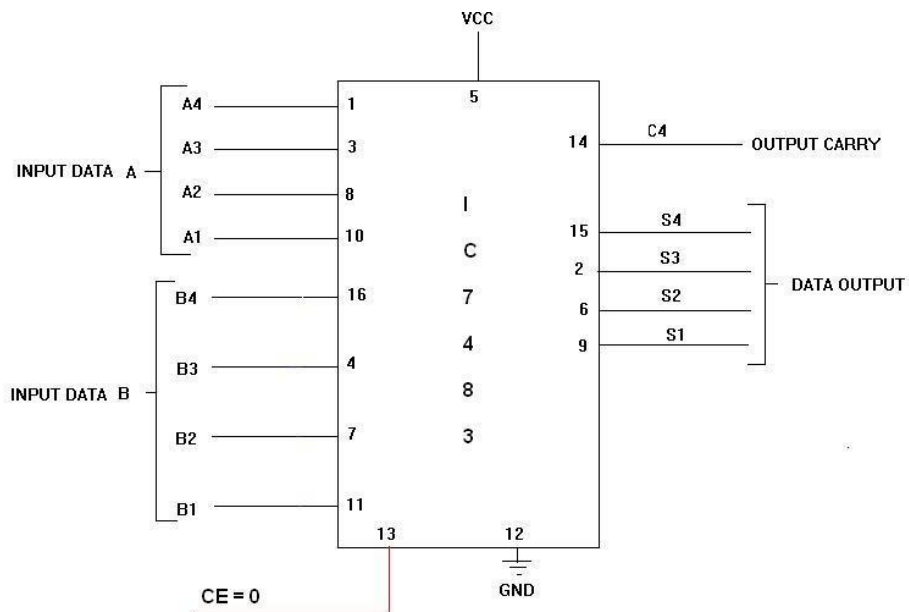 VCC
5
A4 1
A3 3
INPUT DATA A
A2 8
A1 10
B4 16
B3 4
INPUT DATA B
B2 7
B1 11
I
C
7
4
8
3
14 C4 OUTPUT CARRY
15 S4
2 S3
DATA OUTPUT
6 S2
9 S1
13
12
CE = 0
GND